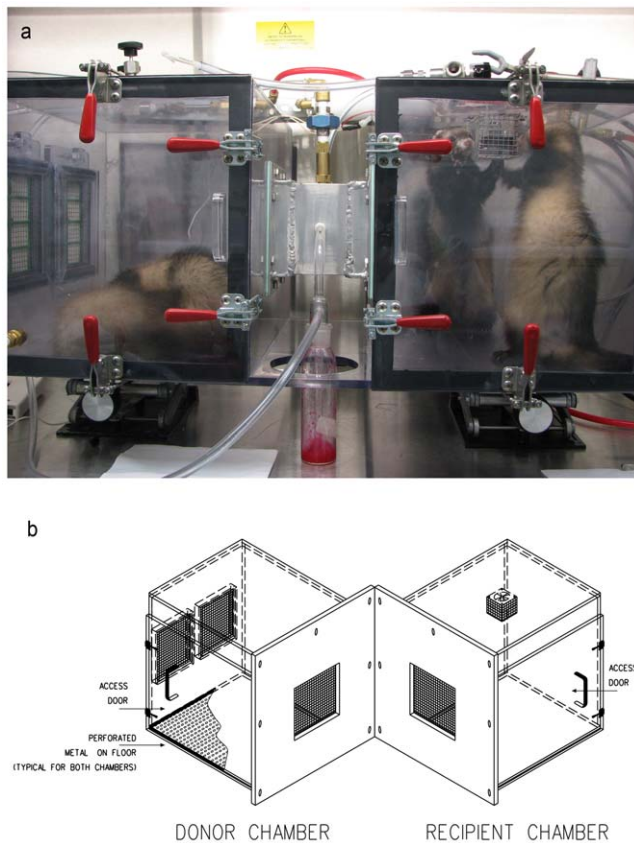 a
b
ACCESS
DOOR
PERFORATED
METAL ON FLOOR
(TYPICAL FOR BOTH CHAMBERS)
ACCESS
DOOR
DONOR CHAMBER
RECIPIENT CHAMBER